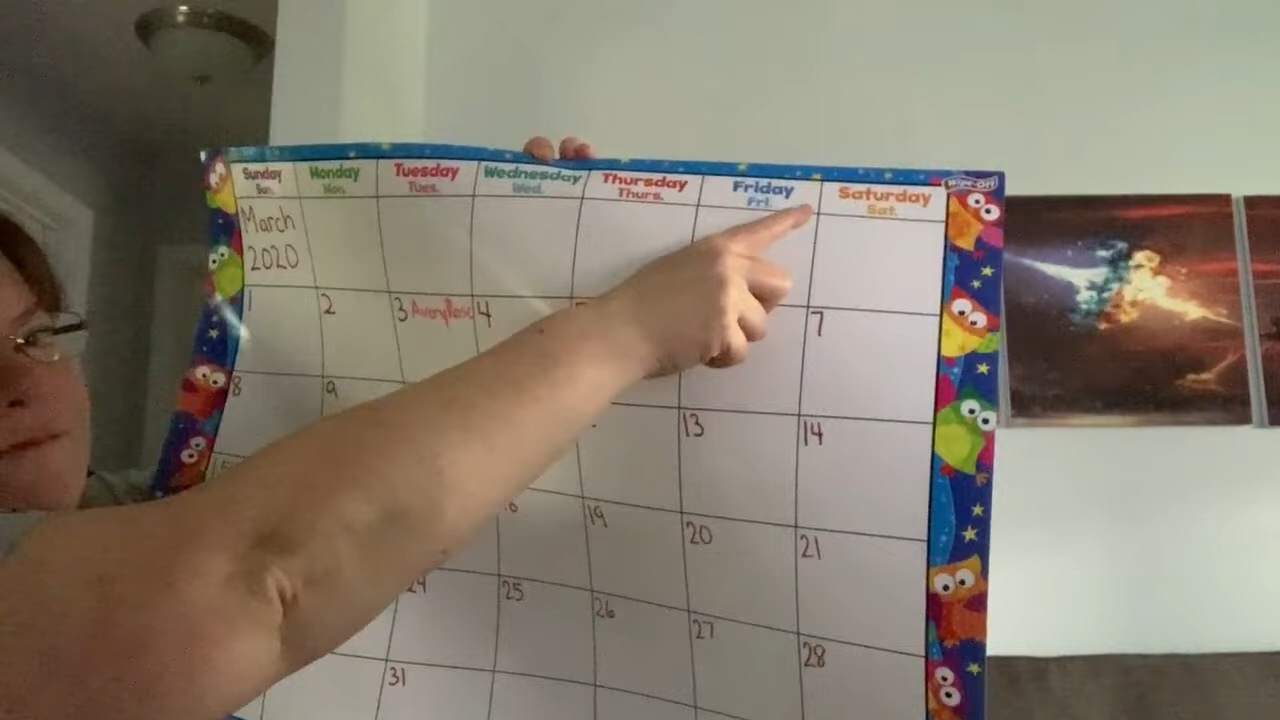 Wipe-Off
Sunday Monday Tuesday Wednesday Thursday Friday Saturday
Sun. Mon. Tues. Wed. Thurs. Fri. Sat.
March
2020
1 2 3 AveryRose 4 7
8 9 13 14
19 20 21
24 25 26 27 28
31